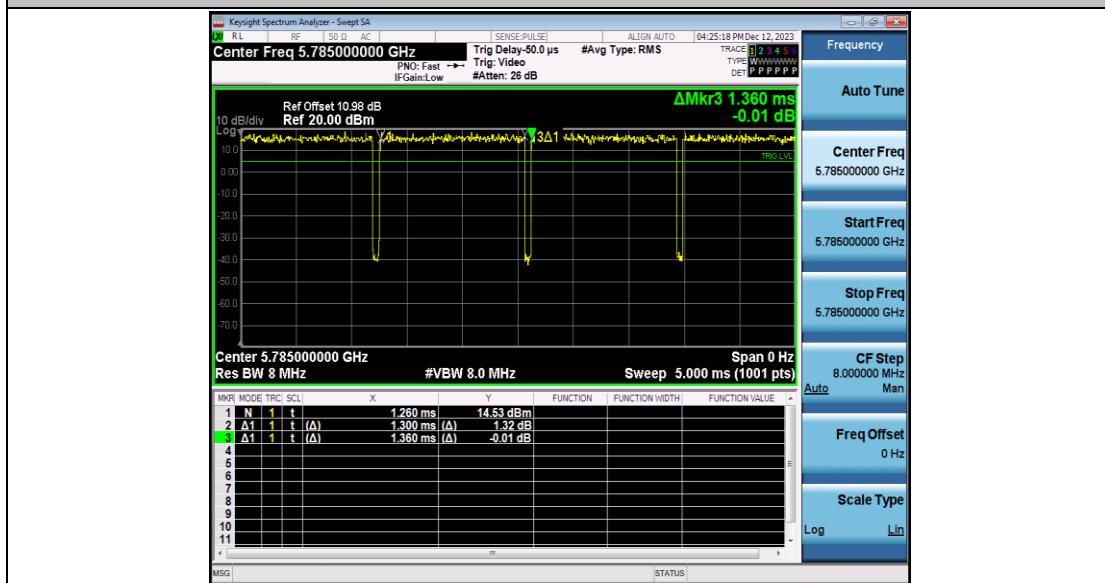 Keysight Spectrum Analyzer - Swept SA
RL RF 50 Ω AC SENSE:PULSE ALIGN AUTO 04:25:18 PM Dec 12, 2023
Center Freq 5.785000000 GHz
PNO: Fast
IFGain:Low
Trig Delay-50.0 µs
Trig: Video
#Atten: 26 dB
#Avg Type: RMS
TRACE 1 2 3 4 5 6
TYPE WWWWWW
DET P P P P P P
Ref Offset 10.98 dB
10 dB/div Ref 20.00 dBm
Log
ΔMkr3 1.360 ms
-0.01 dB
3Δ1
TRIG LVL
10.0
0.00
-10.0
-20.0
-30.0
-40.0
-50.0
-60.0
-70.0
Center 5.785000000 GHz Span 0 Hz
Res BW 8 MHz #VBW 8.0 MHz Sweep 5.000 ms (1001 pts)
MKR MODE TRC SCL X Y FUNCTION FUNCTION WIDTH FUNCTION VALUE
1 N 1 t 1.260 ms 14.53 dBm
2 Δ1 1 t (Δ) 1.300 ms (Δ) 1.32 dB
3 Δ1 1 t (Δ) 1.360 ms (Δ) -0.01 dB
4
5
6
7
8
9
10
11
MSG STATUS
Frequency
Auto Tune
Center Freq
5.785000000 GHz
Start Freq
5.785000000 GHz
Stop Freq
5.785000000 GHz
CF Step
8.000000 MHz
Auto Man
Freq Offset
0 Hz
Scale Type
Log Lin